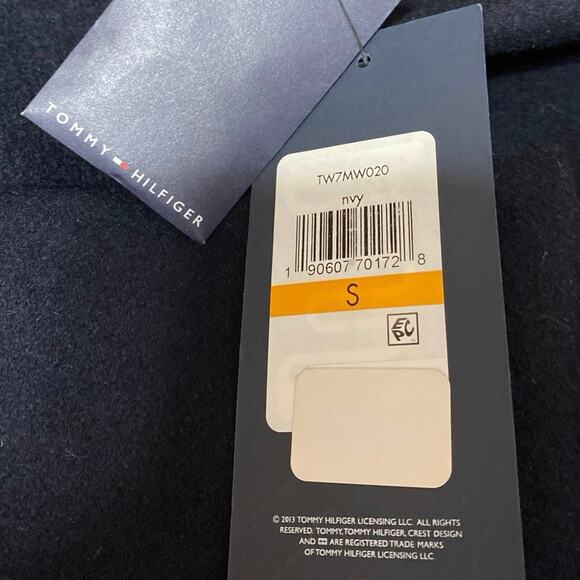 TOMMY HILFIGER
TW7MW020
nvy
1 90607 70172 8
S
EPC
© 2013 TOMMY HILFIGER LICENSING LLC. ALL RIGHTS
RESERVED. TOMMY, TOMMY HILFIGER, CREST DESIGN
AND ARE REGISTERED TRADE MARKS
OF TOMMY HILFIGER LICENSING LLC.